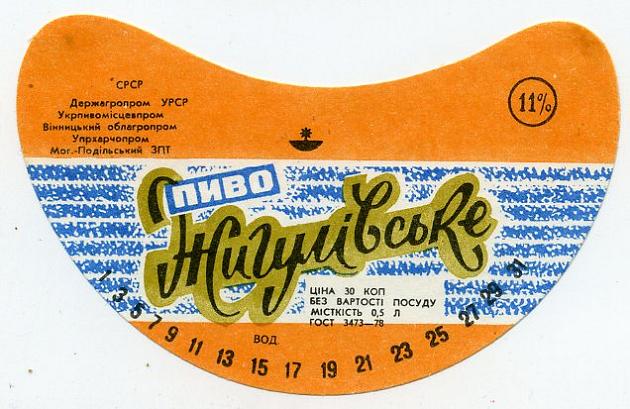 СРСР
Держагропром УРСР
Укрпивомісцевпром
Вінницький облагропром
Упрхарчопром
Мог.-Подільський ЗПТ
11%
ПИВО
Жигулівське
ЦІНА 30 КОП
БЕЗ ВАРТОСТІ ПОСУДУ
МІСТКІСТЬ 0,5 Л
ГОСТ 3473—78
ВОД.
1 3 5 7 9 11 13 15 17 19 21 23 25 27 29 31